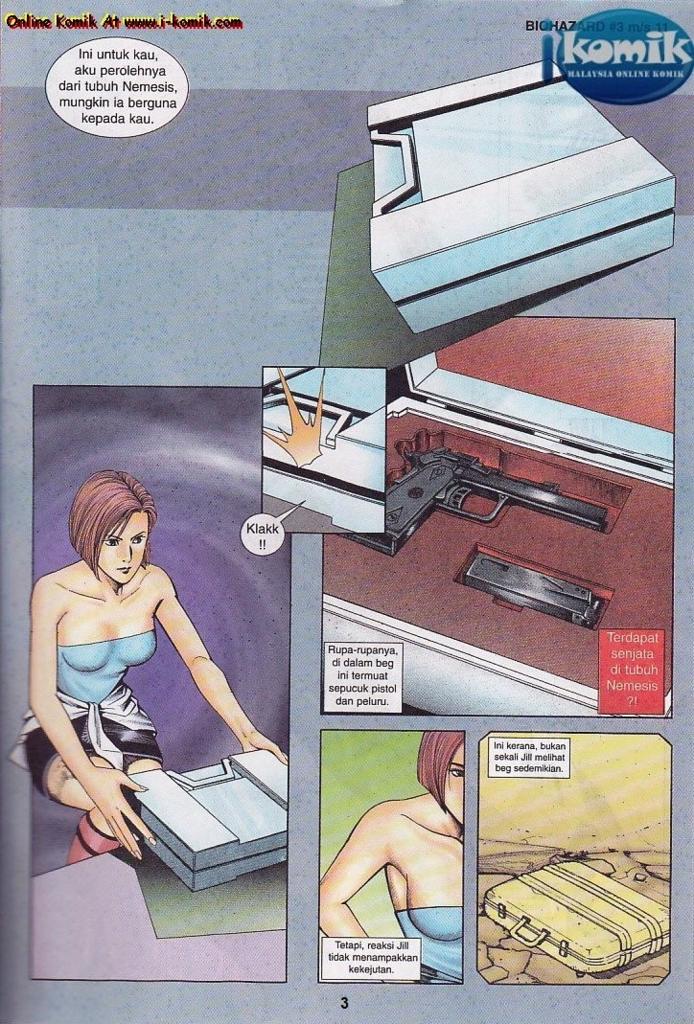 Online Komik At www.i-komik.com
BIOHAZARD #3 m/s 11
komik
MALAYSIA ONLINE KOMIK
Ini untuk kau,
aku perolehnya
dari tubuh Nemesis,
mungkin ia berguna
kepada kau.
Klakk
!!
Rupa-rupanya,
di dalam beg
ini termuat
sepucuk pistol
dan peluru.
Terdapat
senjata
di tubuh
Nemesis
?!
Tetapi, reaksi Jill
tidak menampakkan
kekejutan.
Ini kerana, bukan
sekali Jill melihat
beg sedemikian.
3